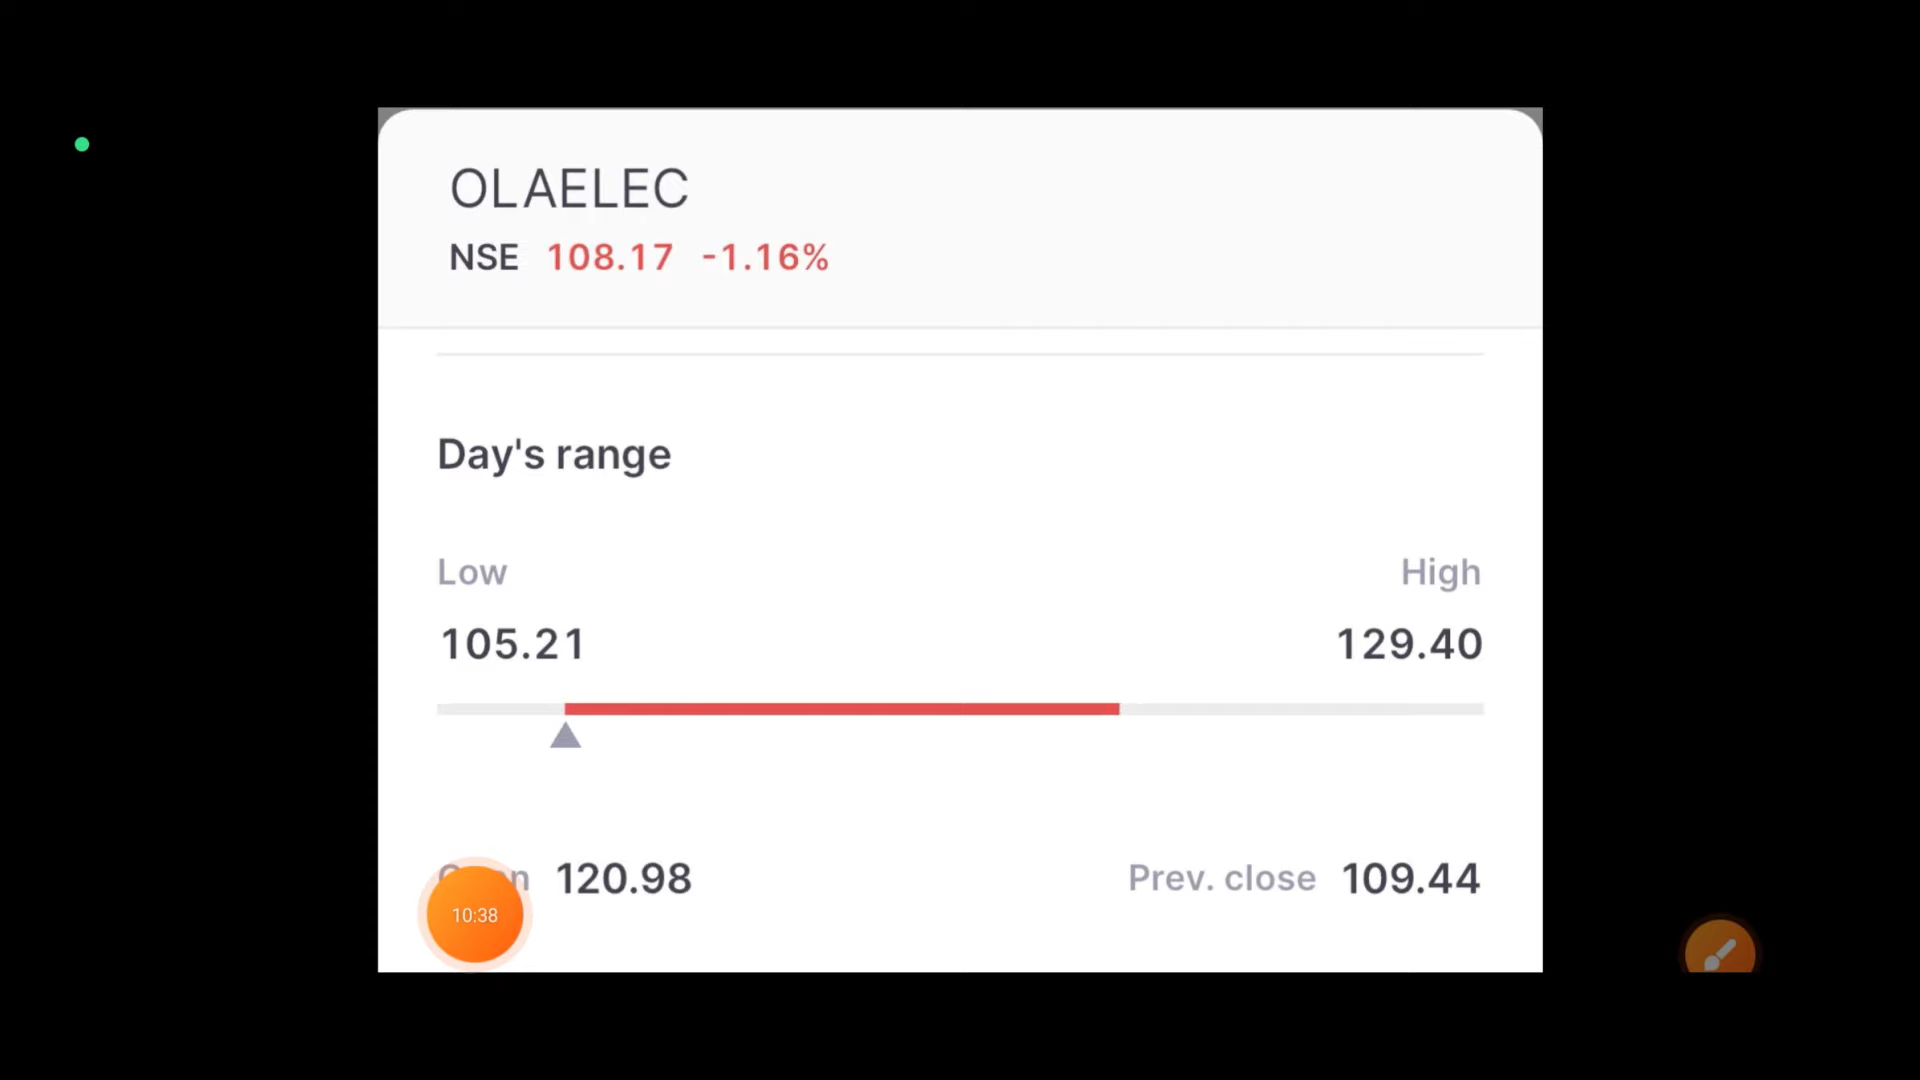 OLAELEC
NSE 108.17 -1.16%
Day's range
Low High
105.21 129.40
120.98 Prev. close 109.44
10:38